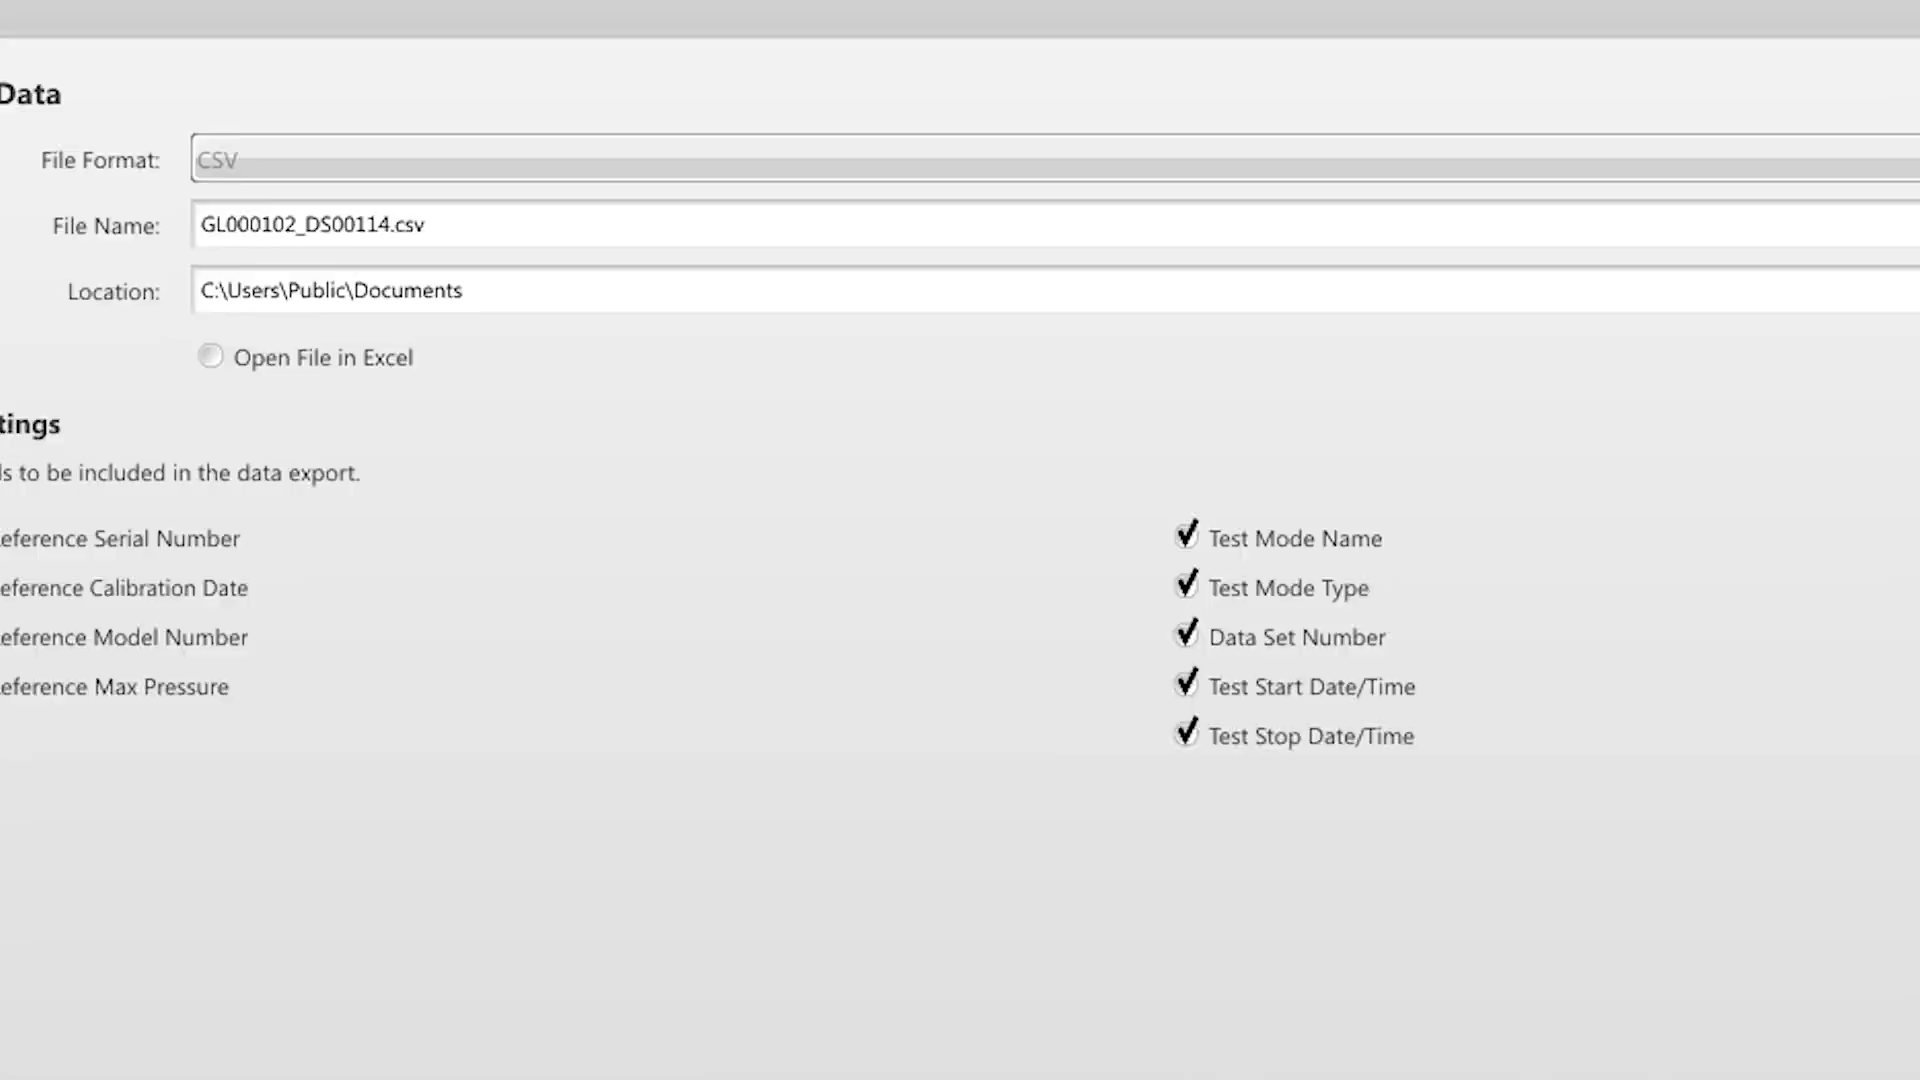 Data
File Format: CSV
File Name: GL000102_DS00114.csv
Location: C:\Users\Public\Documents
Open File in Excel
tings
ls to be included in the data export.
eference Serial Number
eference Calibration Date
eference Model Number
eference Max Pressure
Test Mode Name
Test Mode Type
Data Set Number
Test Start Date/Time
Test Stop Date/Time